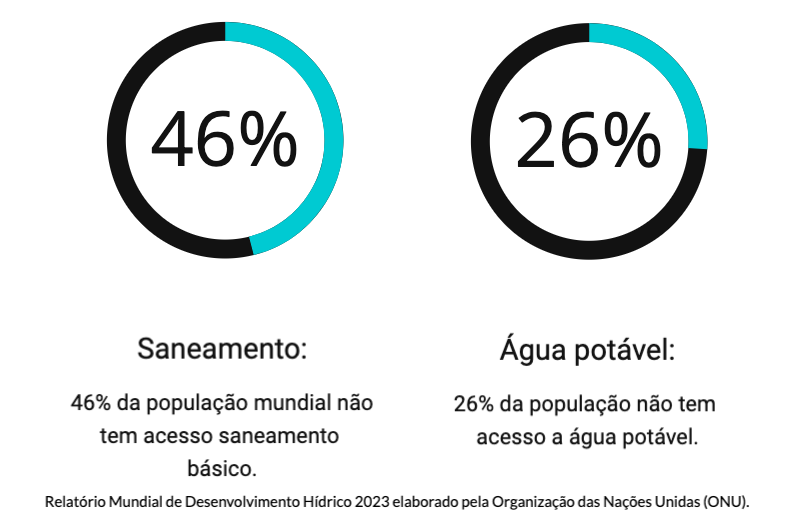 46%
26%
Saneamento:
46% da população mundial não
tem acesso saneamento
básico.
Água potável:
26% da população não tem
acesso a água potável.
Relatório Mundial de Desenvolvimento Hídrico 2023 elaborado pela Organização das Nações Unidas (ONU).